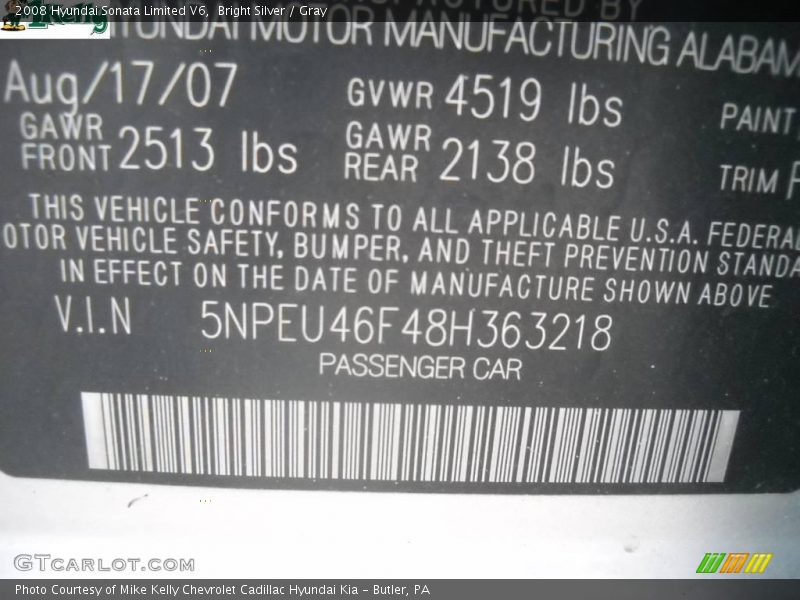 2008 Hyundai Sonata Limited V6,  Bright Silver / Gray
BY
HYUNDAI MOTOR MANUFACTURING ALABAM
Aug/17/07 GVWR 4519 lbs PAINT
GAWR FRONT 2513 lbs GAWR REAR 2138 lbs TRIM
THIS VEHICLE CONFORMS TO ALL APPLICABLE U.S.A. FEDERAL
OTOR VEHICLE SAFETY, BUMPER, AND THEFT PREVENTION STANDA
IN EFFECT ON THE DATE OF MANUFACTURE SHOWN ABOVE
V.I.N 5NPEU46F48H363218
PASSENGER CAR
GTCARLOT.COM
Photo Courtesy of Mike Kelly Chevrolet Cadillac Hyundai Kia – Butler, PA